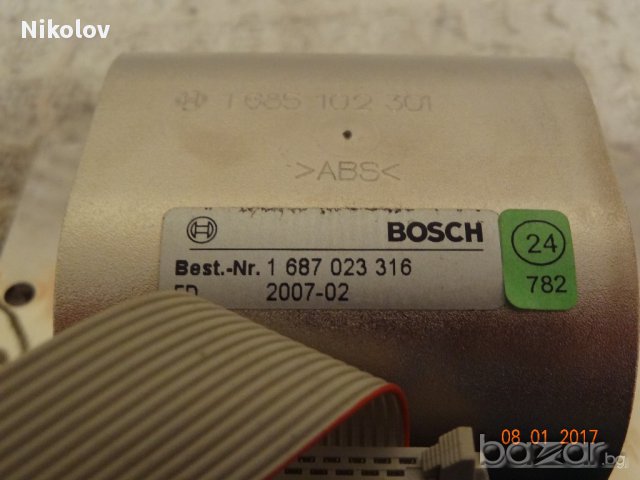 Nikolov
1 685 102 301
>ABS<
BOSCH
24
Best.-Nr. 1 687 023 316
782
FD 2007-02
08 01 2017
bazar.bg